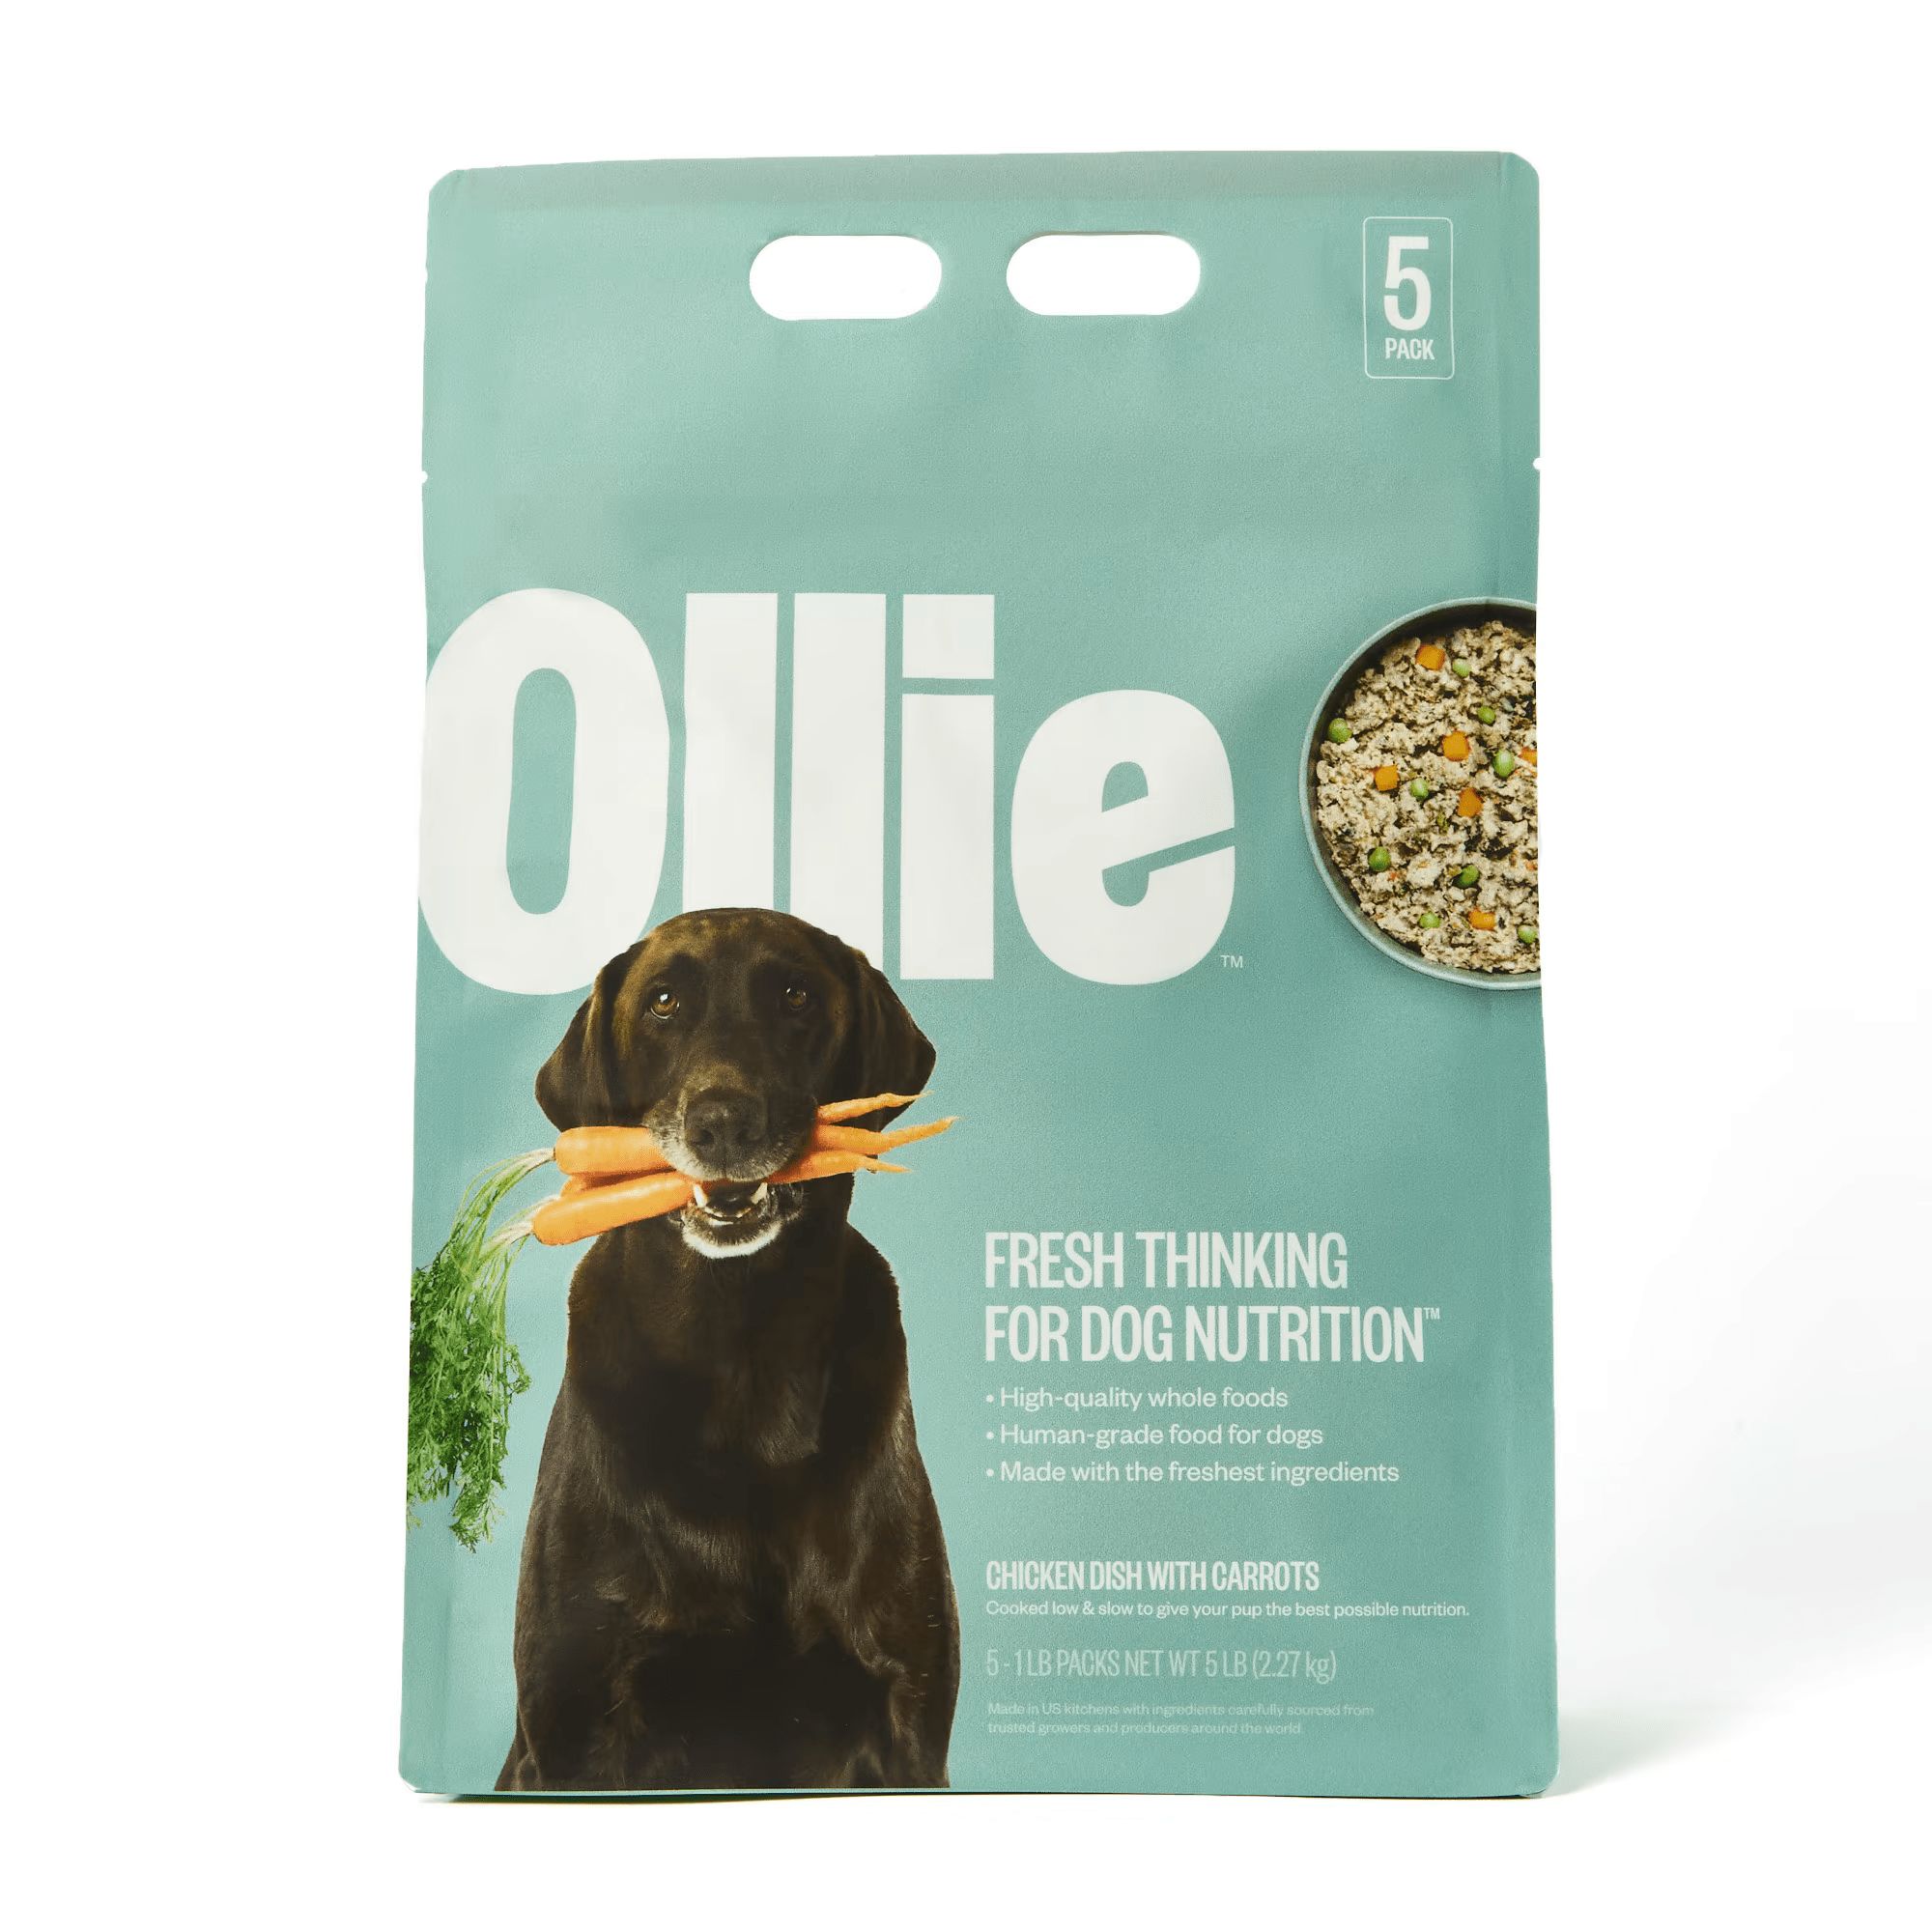 5
PACK
Ollie™
FRESH THINKING
FOR DOG NUTRITION™
• High-quality whole foods
• Human-grade food for dogs
• Made with the freshest ingredients
CHICKEN DISH WITH CARROTS
Cooked low & slow to give your pup the best possible nutrition.
5 - 1 LB PACKS NET WT 5 LB (2.27 kg)
Made in US kitchens with ingredients carefully sourced from
trusted growers and producers around the world.